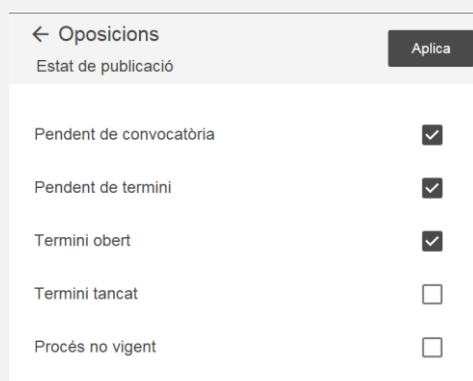 ← Oposicions
Estat de publicació
Aplica
Pendent de convocatòria
Pendent de termini
Termini obert
Termini tancat
Procés no vigent